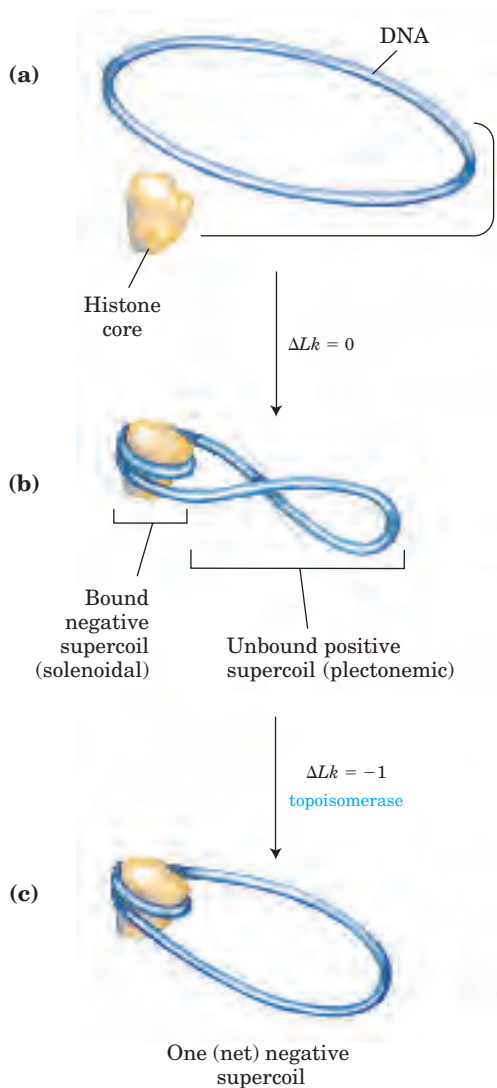 DNA
(a)
Histone
core
ΔLk = 0
(b)
Bound
negative
supercoil
(solenoidal)
Unbound positive
supercoil (plectonemic)
ΔLk = −1
topoisomerase
(c)
One (net) negative
supercoil